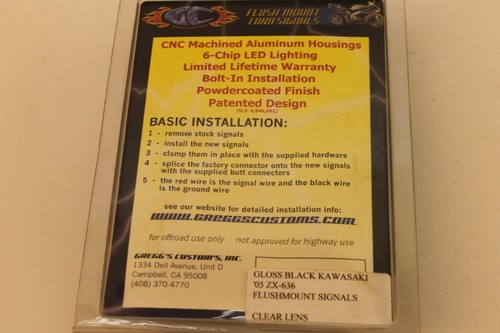 FLUSH MOUNT
TURN SIGNALS
CNC Machined Aluminum Housings
6-Chip LED Lighting
Limited Lifetime Warranty
Bolt-In Installation
Powdercoated Finish
Patented Design
BASIC INSTALLATION:
1 - remove stock signals
2 - install the new signals
3 - clamp them in place with the supplied hardware
4 - splice the factory connector onto the new signals
with the supplied butt connectors
5 - the red wire is the signal wire and the black wire
is the ground wire
see our website for detailed installation info:
WWW.GREGGSCUSTOMS.COM
for offroad use only - not approved for highway use
GREGG'S CUSTOM'S, INC.
1334 Dell Avenue, Unit D
Campbell, CA 95008
(408) 370-4770
GLOSS BLACK KAWASAKI
'05 ZX-636
FLUSHMOUNT SIGNALS
CLEAR LENS